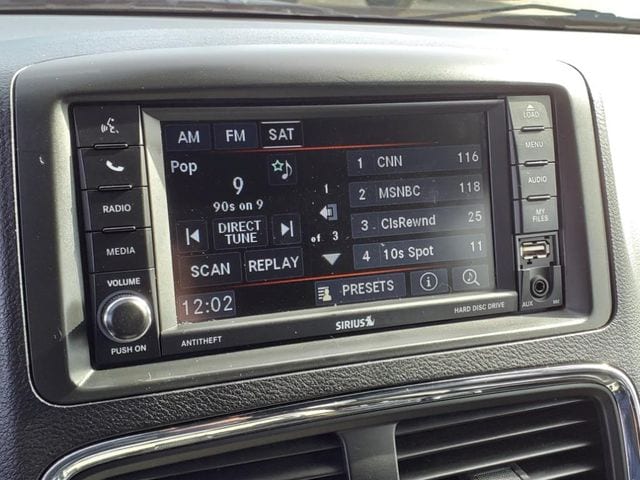 RADIO
MEDIA
VOLUME
PUSH ON
AM FM SAT
Pop
9
90s on 9
DIRECT TUNE
SCAN REPLAY
12:02
1
of 3
1 CNN 116
2 MSNBC 118
3 ClsRewnd 25
4 10s Spot 11
PRESETS
ANTITHEFT
SIRIUS
HARD DISC DRIVE
LOAD
MENU
AUDIO
MY FILES
AUX